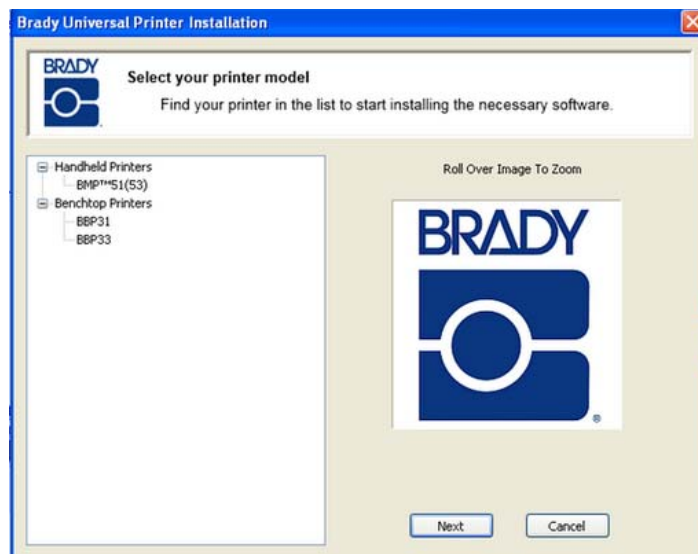 Brady Universal Printer Installation
BRADY
Select your printer model
Find your printer in the list to start installing the necessary software.
Handheld Printers
BMP™51(53)
Benchtop Printers
BBP31
BBP33
Roll Over Image To Zoom
BRADY
®
Next
Cancel